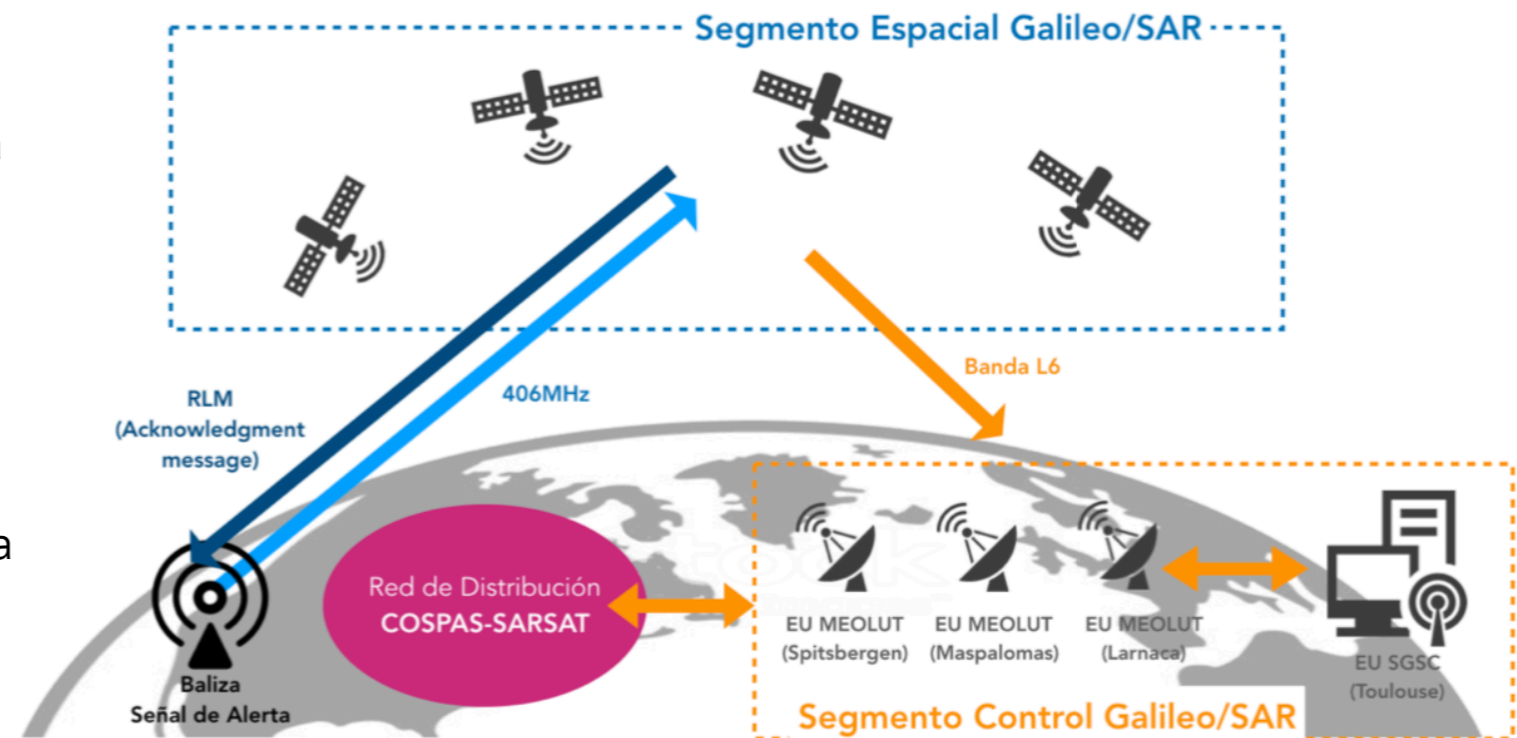 Segmento Espacial Galileo/SAR
RLM
(Acknowledgment
message)
406MHz
Banda L6
a
Red de Distribución
COSPAS-SARSAT
EU MEOLUT
(Spitsbergen)
EU MEOLUT
(Maspalomas)
EU MEOLUT
(Larnaca)
EU SGSC
(Toulouse)
Baliza
Señal de Alerta
Segmento Control Galileo/SAR